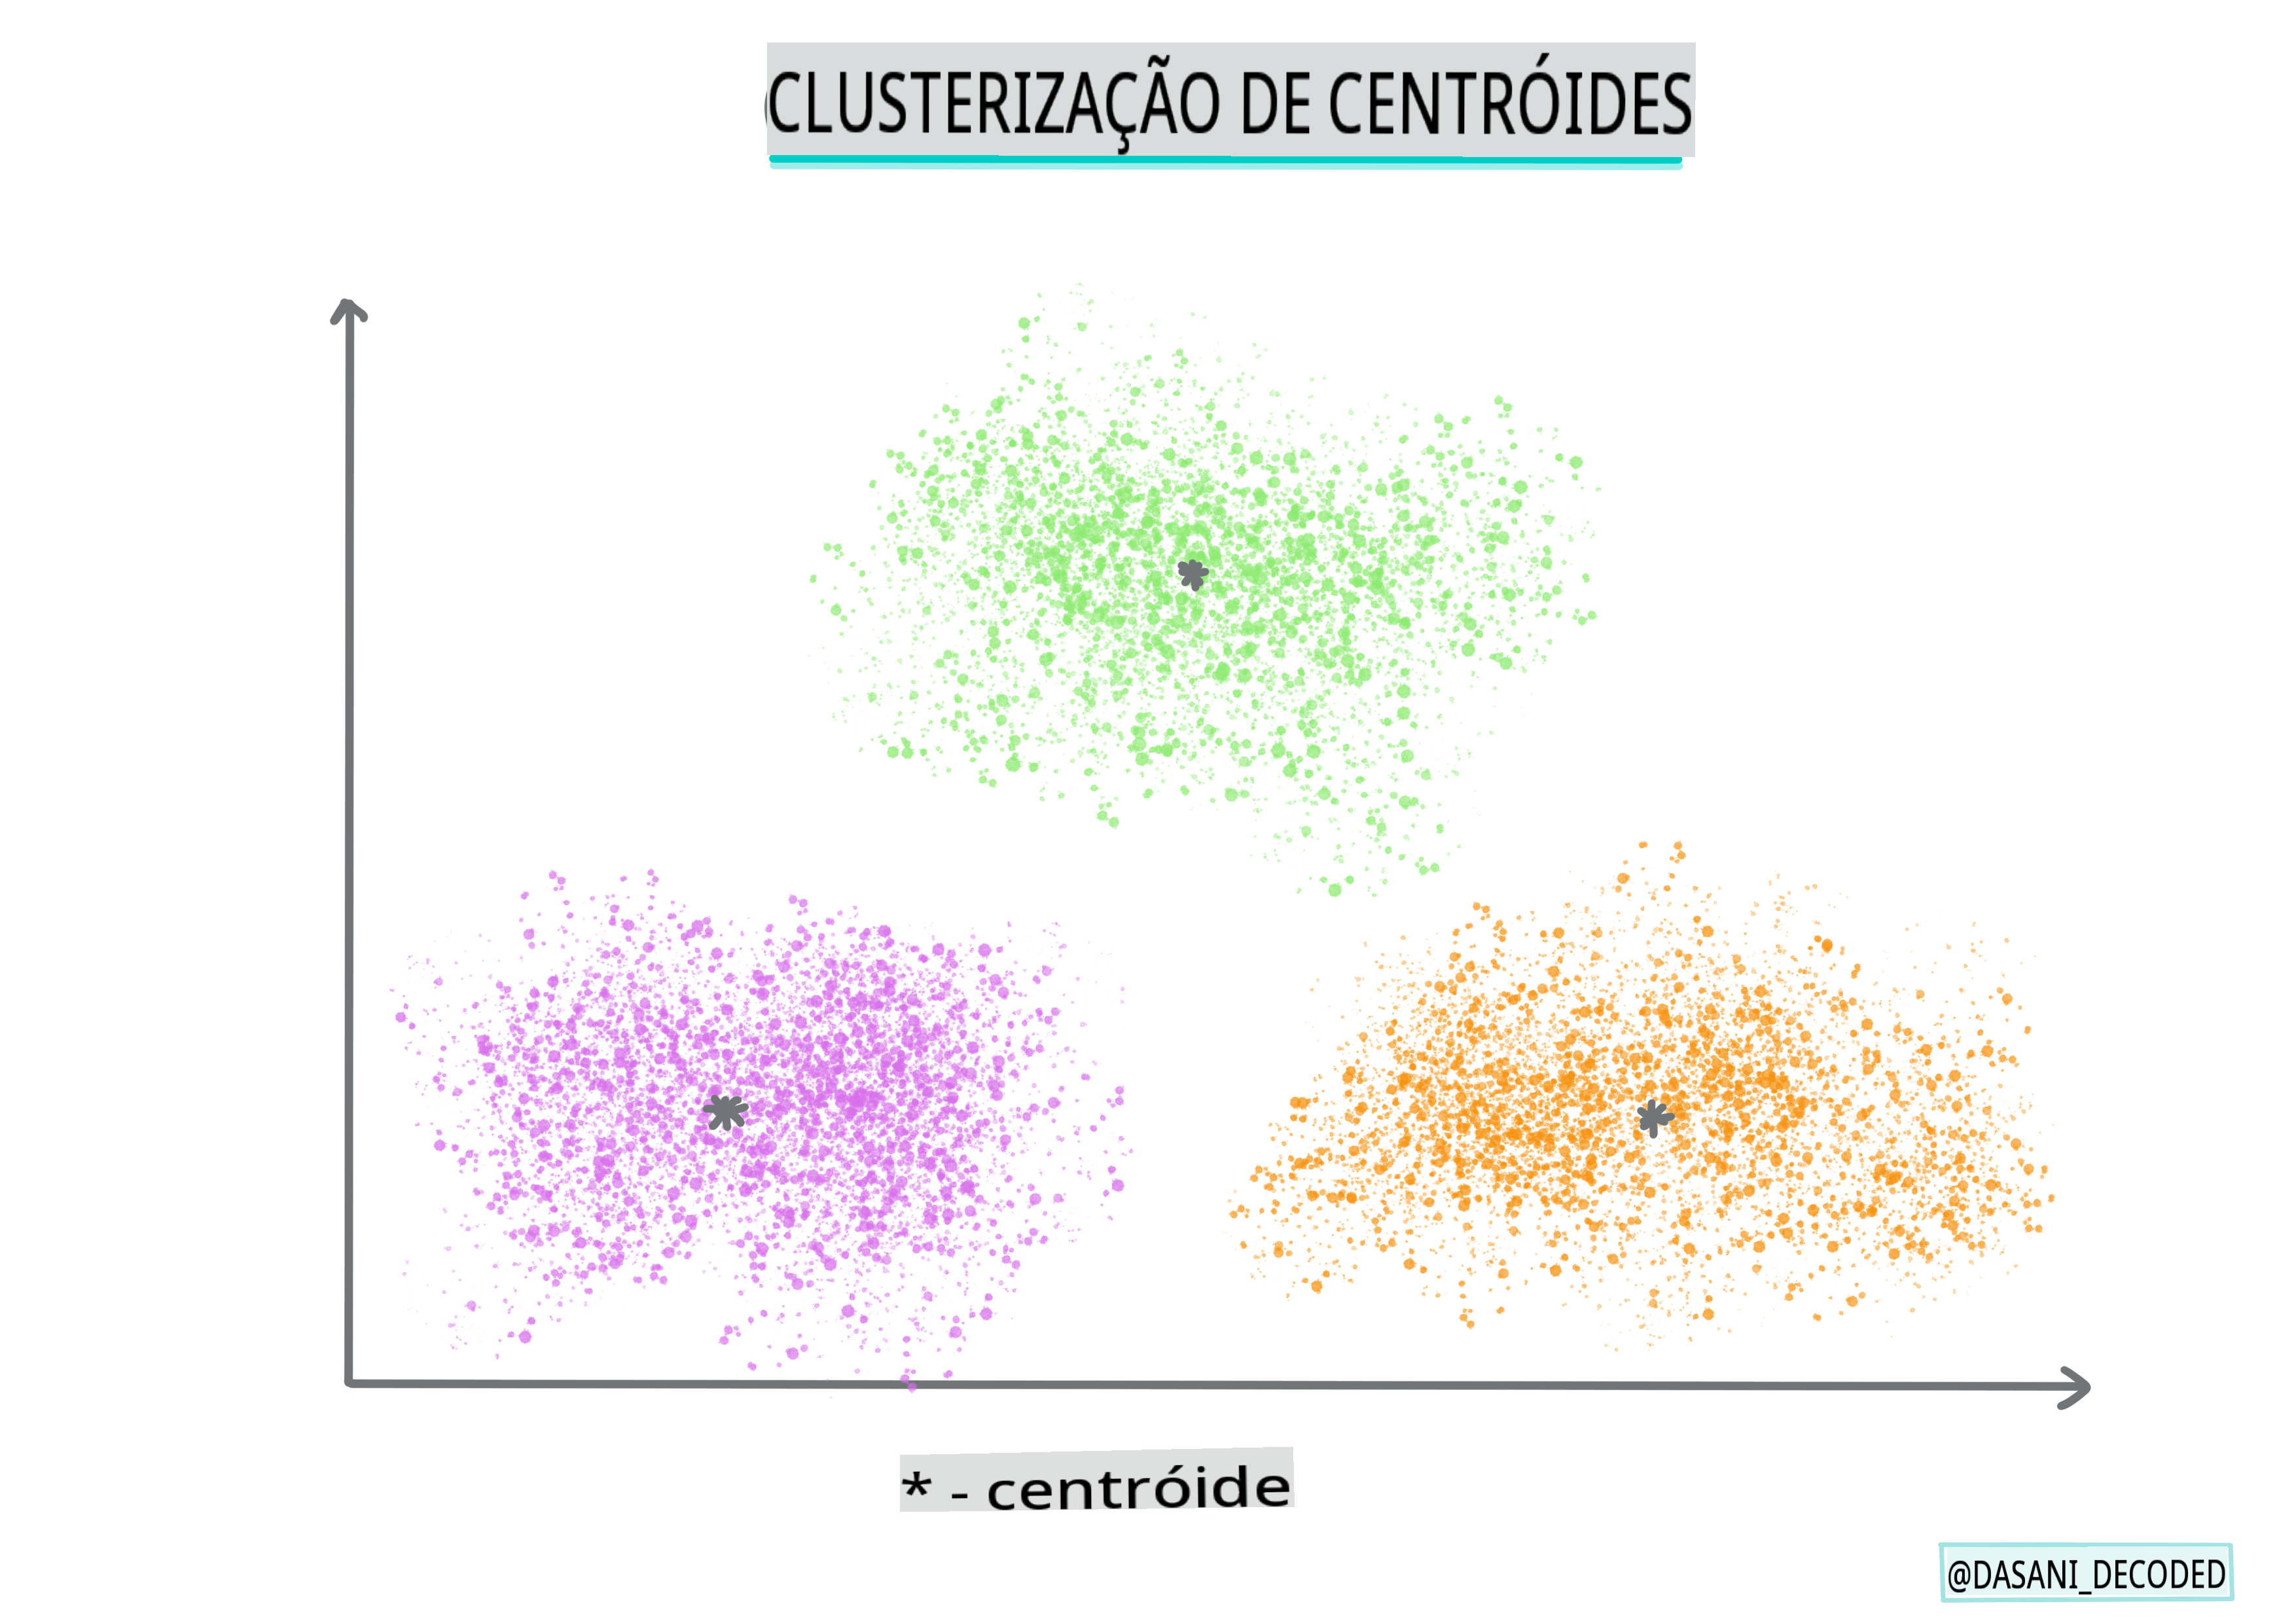 CLUSTERIZAÇÃO DE CENTRÓIDES
* - centróide
@DASANI_DECODED